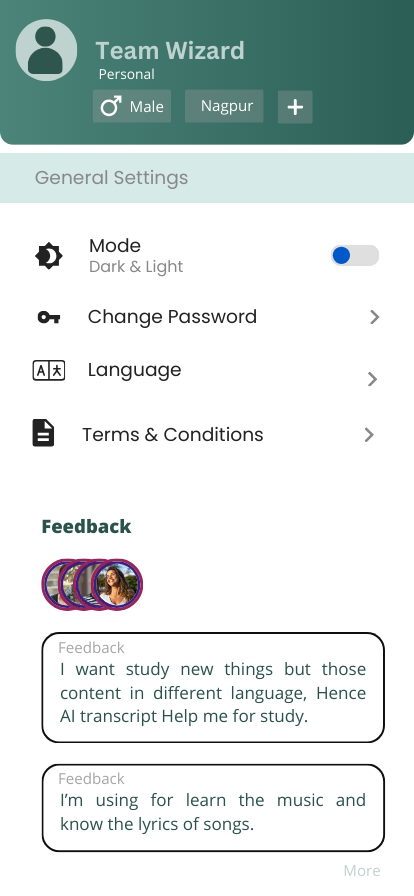 Team Wizard
Personal
Male
Nagpur
+
General Settings
Mode
Dark & Light
Change Password
A
Language
Terms & Conditions
Feedback
Feedback
I want study new things but those
content in different language, Hence
AI transcript Help me for study.
Feedback
I'm using for learn the music and
know the lyrics of songs.
More